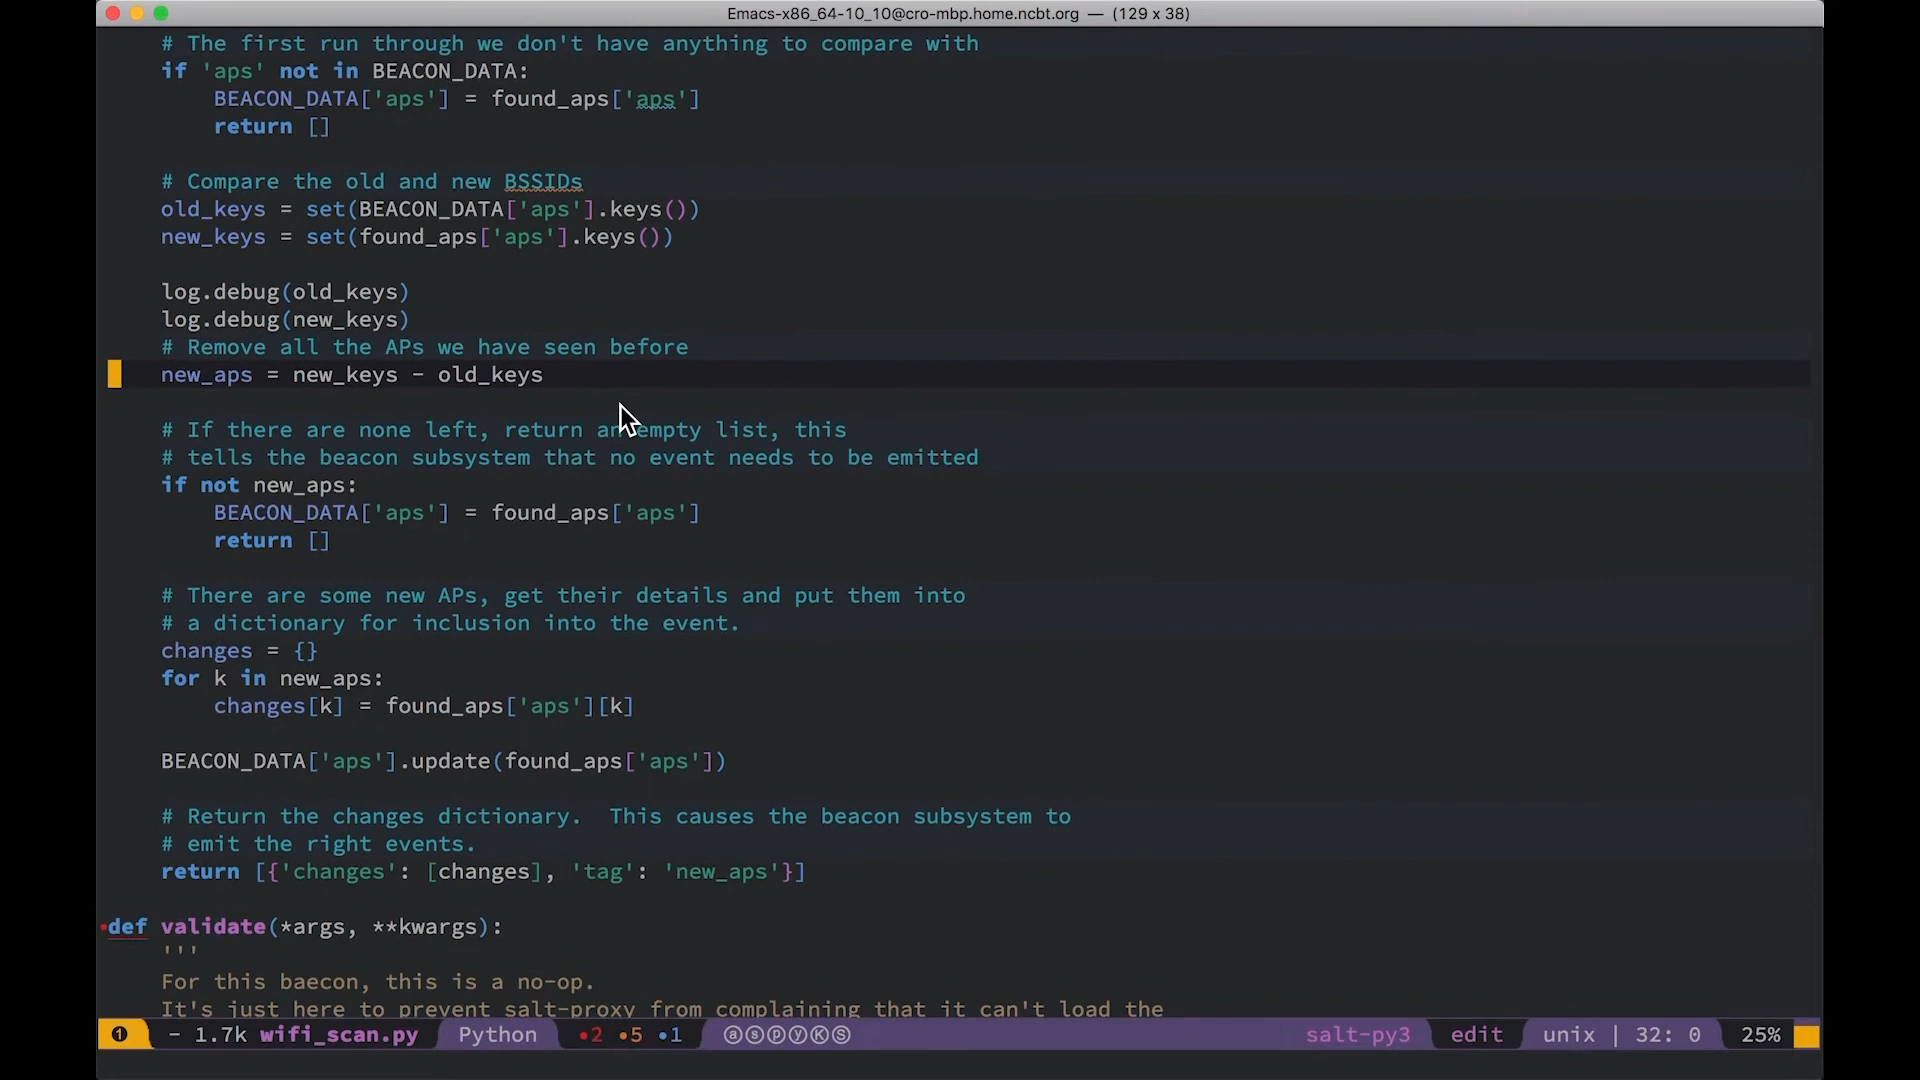 Emacs-x86_64-10_10@cro-mbp.home.ncbt.org — (129 x 38)
# The first run through we don't have anything to compare with
if 'aps' not in BEACON_DATA:
BEACON_DATA['aps'] = found_aps['aps']
return []
# Compare the old and new BSSIDs
old_keys = set(BEACON_DATA['aps'].keys())
new_keys = set(found_aps['aps'].keys())
log.debug(old_keys)
log.debug(new_keys)
# Remove all the APs we have seen before
new_aps = new_keys - old_keys
# If there are none left, return an empty list, this
# tells the beacon subsystem that no event needs to be emitted
if not new_aps:
BEACON_DATA['aps'] = found_aps['aps']
return []
# There are some new APs, get their details and put them into
# a dictionary for inclusion into the event.
changes = {}
for k in new_aps:
changes[k] = found_aps['aps'][k]
BEACON_DATA['aps'].update(found_aps['aps'])
# Return the changes dictionary.  This causes the beacon subsystem to
# emit the right events.
return [{'changes': [changes], 'tag': 'new_aps'}]
def validate(*args, **kwargs):
'''
For this baecon, this is a no-op.
It's just here to prevent salt-proxy from complaining that it can't load the
❶ - 1.7k wifi_scan.py Python •2 •5 •1 ⓐⓢⓟⓨⓀⓈ salt-py3 edit unix | 32: 0 25%